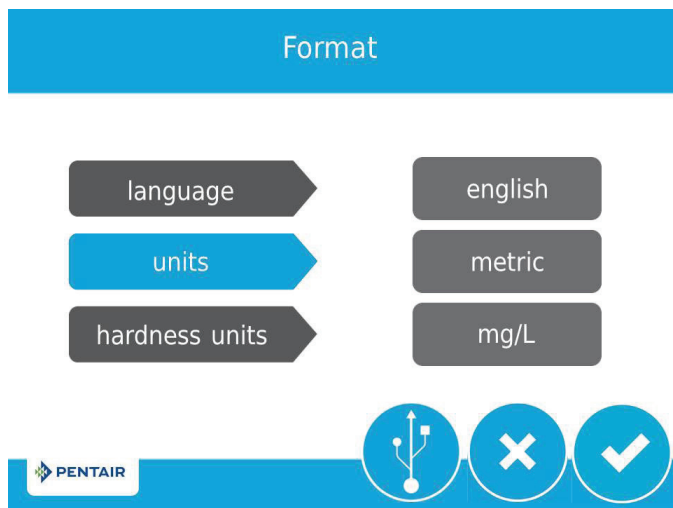 Format
language
english
units
metric
hardness units
mg/L
PENTAIR